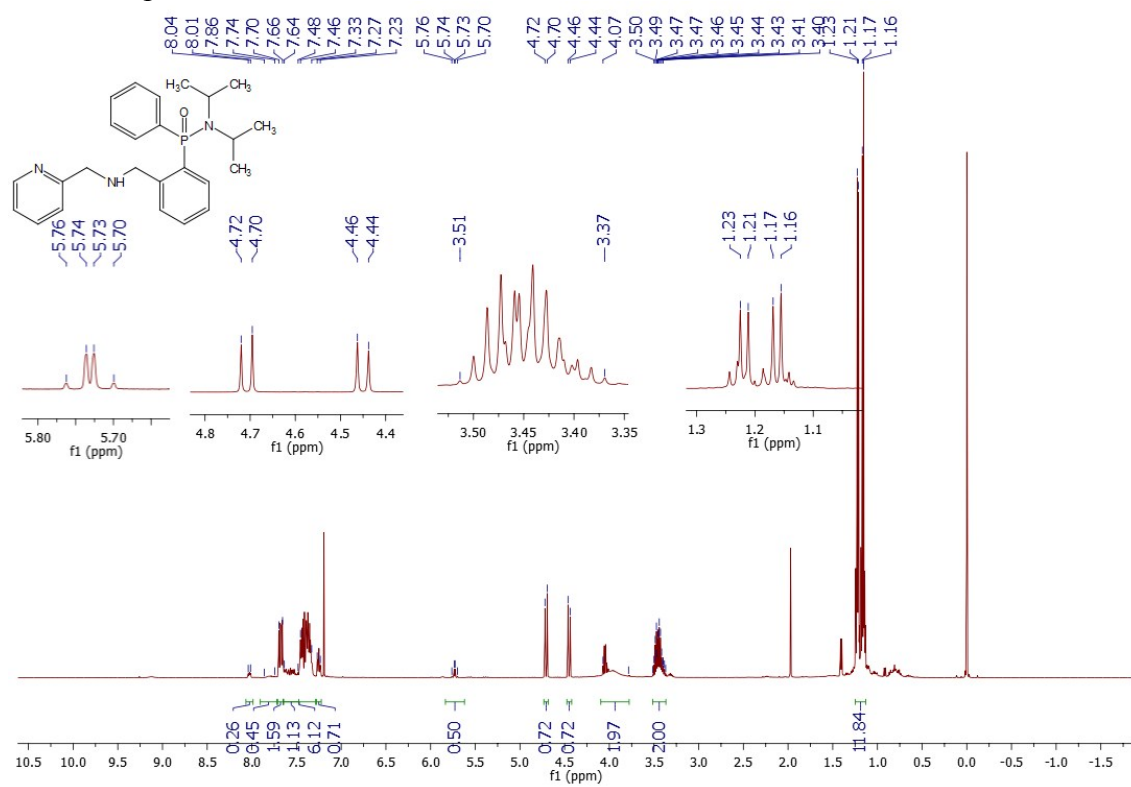 8.04 8.01 7.86 7.74 7.70 7.66 7.64 7.48 7.46 7.33 7.27 7.23 5.76 5.74 5.73 5.70 4.72 4.70 4.46 4.44 4.07 3.50 3.49 3.47 3.47 3.46 3.45 3.44 3.43 3.41 3.40 1.23 1.21 1.17 1.16
H₃C CH₃
O
P N
CH₃
H₃C
N
NH
5.76 5.74 5.73 5.70
4.72 4.70 4.46 4.44
3.51 3.37
1.23 1.21 1.17 1.16
5.80 5.70
f1 (ppm)
4.8 4.7 4.6 4.5 4.4
f1 (ppm)
3.50 3.45 3.40 3.35
f1 (ppm)
1.3 1.2 1.1
f1 (ppm)
0.26 0.45 1.59 1.13 6.12 0.71 0.50 0.72 0.72 1.97 2.00 11.84
10.5 10.0 9.5 9.0 8.5 8.0 7.5 7.0 6.5 6.0 5.5 5.0 4.5 4.0 3.5 3.0 2.5 2.0 1.5 1.0 0.5 0.0 -0.5 -1.0 -1.5
f1 (ppm)